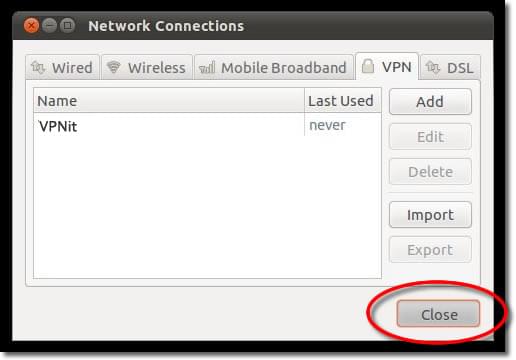 Network Connections
Wired
Wireless
Mobile Broadband
VPN
DSL
Name
Last Used
VPNit
never
Add
Edit
Delete
Import
Export
Close